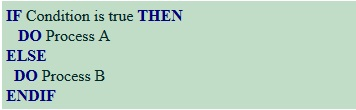 IF Condition is true THEN
DO Process A
ELSE
DO Process B
ENDIF